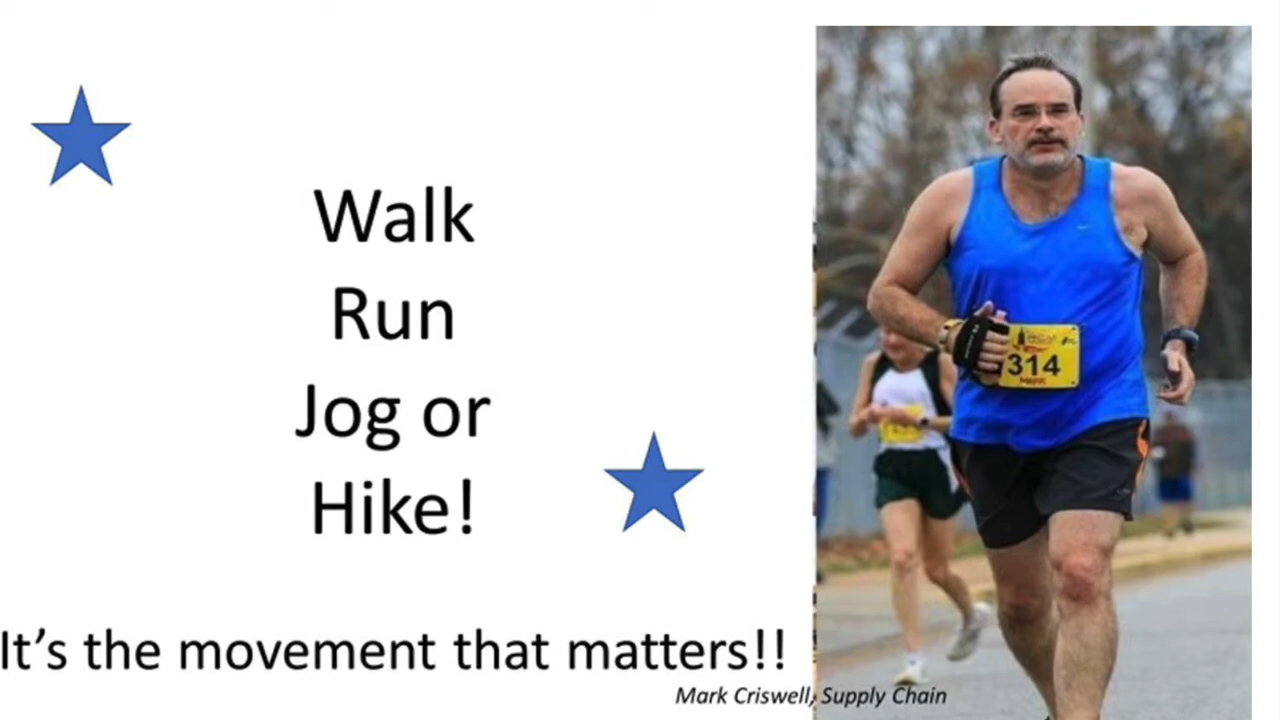 Walk
Run
Jog or
Hike!
It's the movement that matters!!
Mark Criswell, Supply Chain
314
MARK